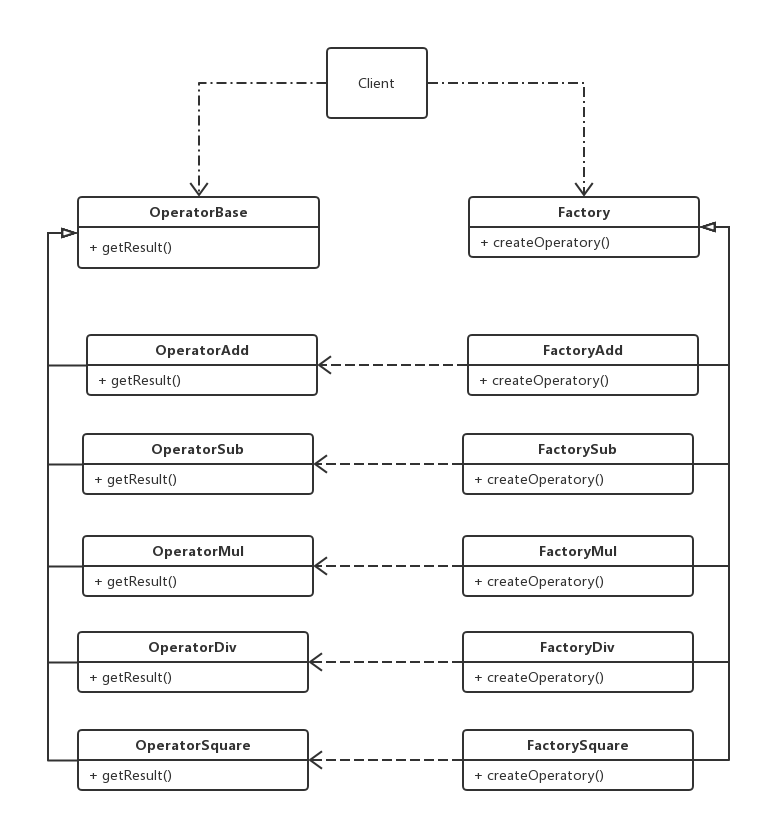 Client
OperatorBase
+ getResult()
Factory
+ createOperatory()
OperatorAdd
+ getResult()
FactoryAdd
+ createOperatory()
OperatorSub
+ getResult()
FactorySub
+ createOperatory()
OperatorMul
+ getResult()
FactoryMul
+ createOperatory()
OperatorDiv
+ getResult()
FactoryDiv
+ createOperatory()
OperatorSquare
+ getResult()
FactorySquare
+ createOperatory()